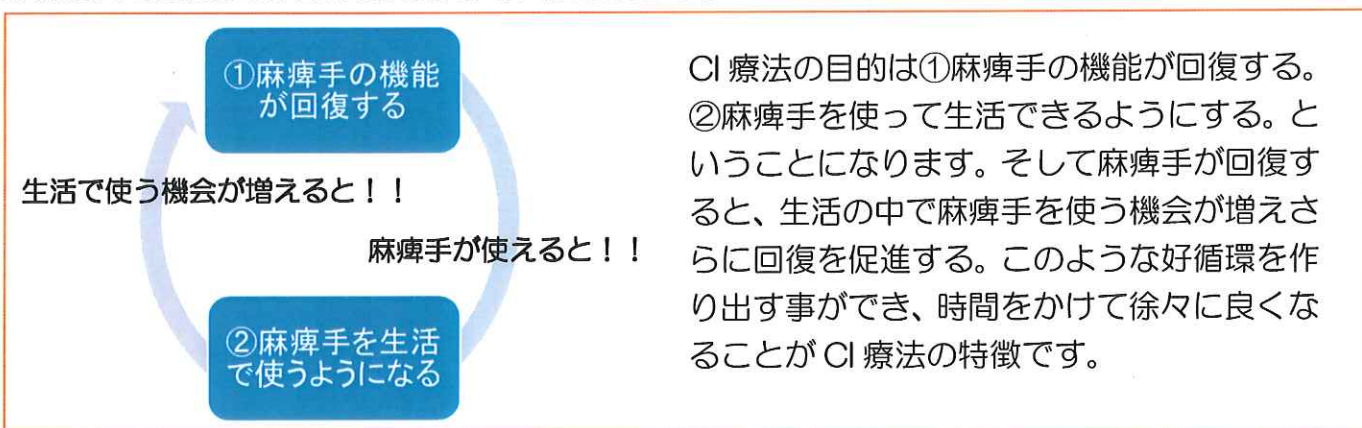 ①麻痺手の機能
が回復する
生活で使う機会が増えると！！
麻痺手が使えると！！
②麻痺手を生活
で使うようになる
CI 療法の目的は①麻痺手の機能が回復する。
②麻痺手を使って生活できるようにする。と
いうことになります。そして麻痺手が回復す
ると、生活の中で麻痺手を使う機会が増えさ
らに回復を促進する。このような好循環を作
り出す事ができ、時間をかけて徐々に良くな
ることが CI 療法の特徴です。